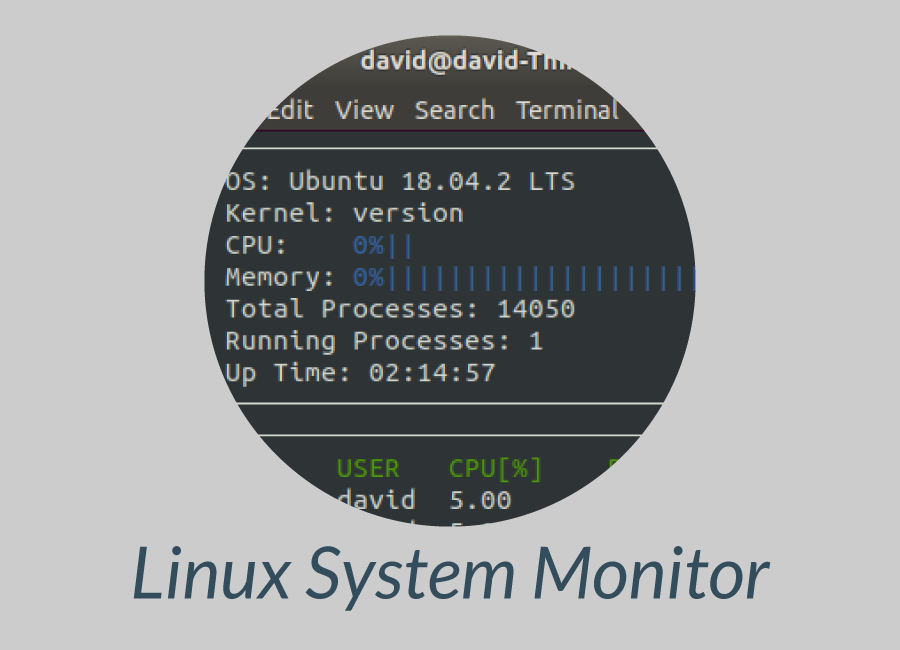 david@david-Thi
Edit View Search Terminal
OS: Ubuntu 18.04.2 LTS
Kernel: version
CPU: 0%||
Memory: 0%||||||||||||||||||||
Total Processes: 14050
Running Processes: 1
Up Time: 02:14:57
USER CPU[%]
david 5.00
Linux System Monitor